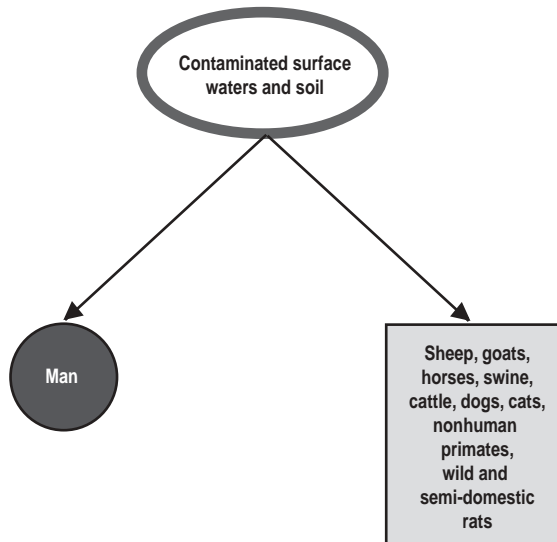 Contaminated surface
waters and soil
Man
Sheep, goats,
horses, swine,
cattle, dogs, cats,
nonhuman
primates,
wild and
semi-domestic
rats